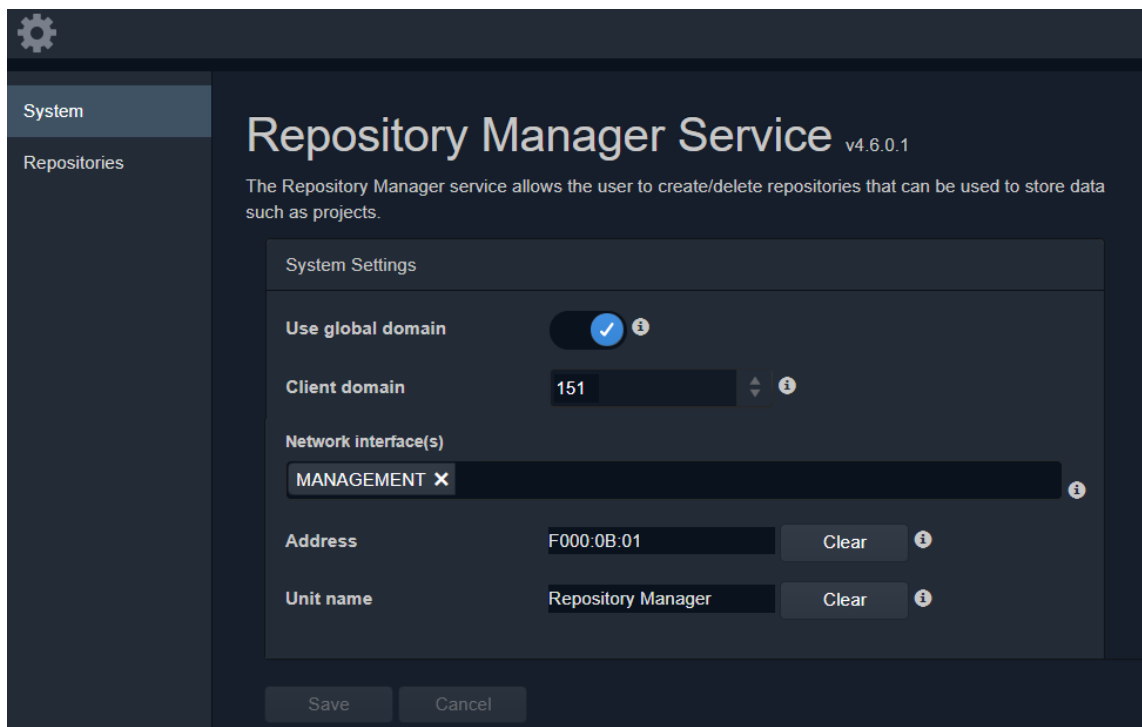 System
Repositories
Repository Manager Service v4.6.0.1
The Repository Manager service allows the user to create/delete repositories that can be used to store data
such as projects.
System Settings
Use global domain
Client domain 151
Network interface(s)
MANAGEMENT ✕
Address F000:0B:01 Clear
Unit name Repository Manager Clear
Save Cancel